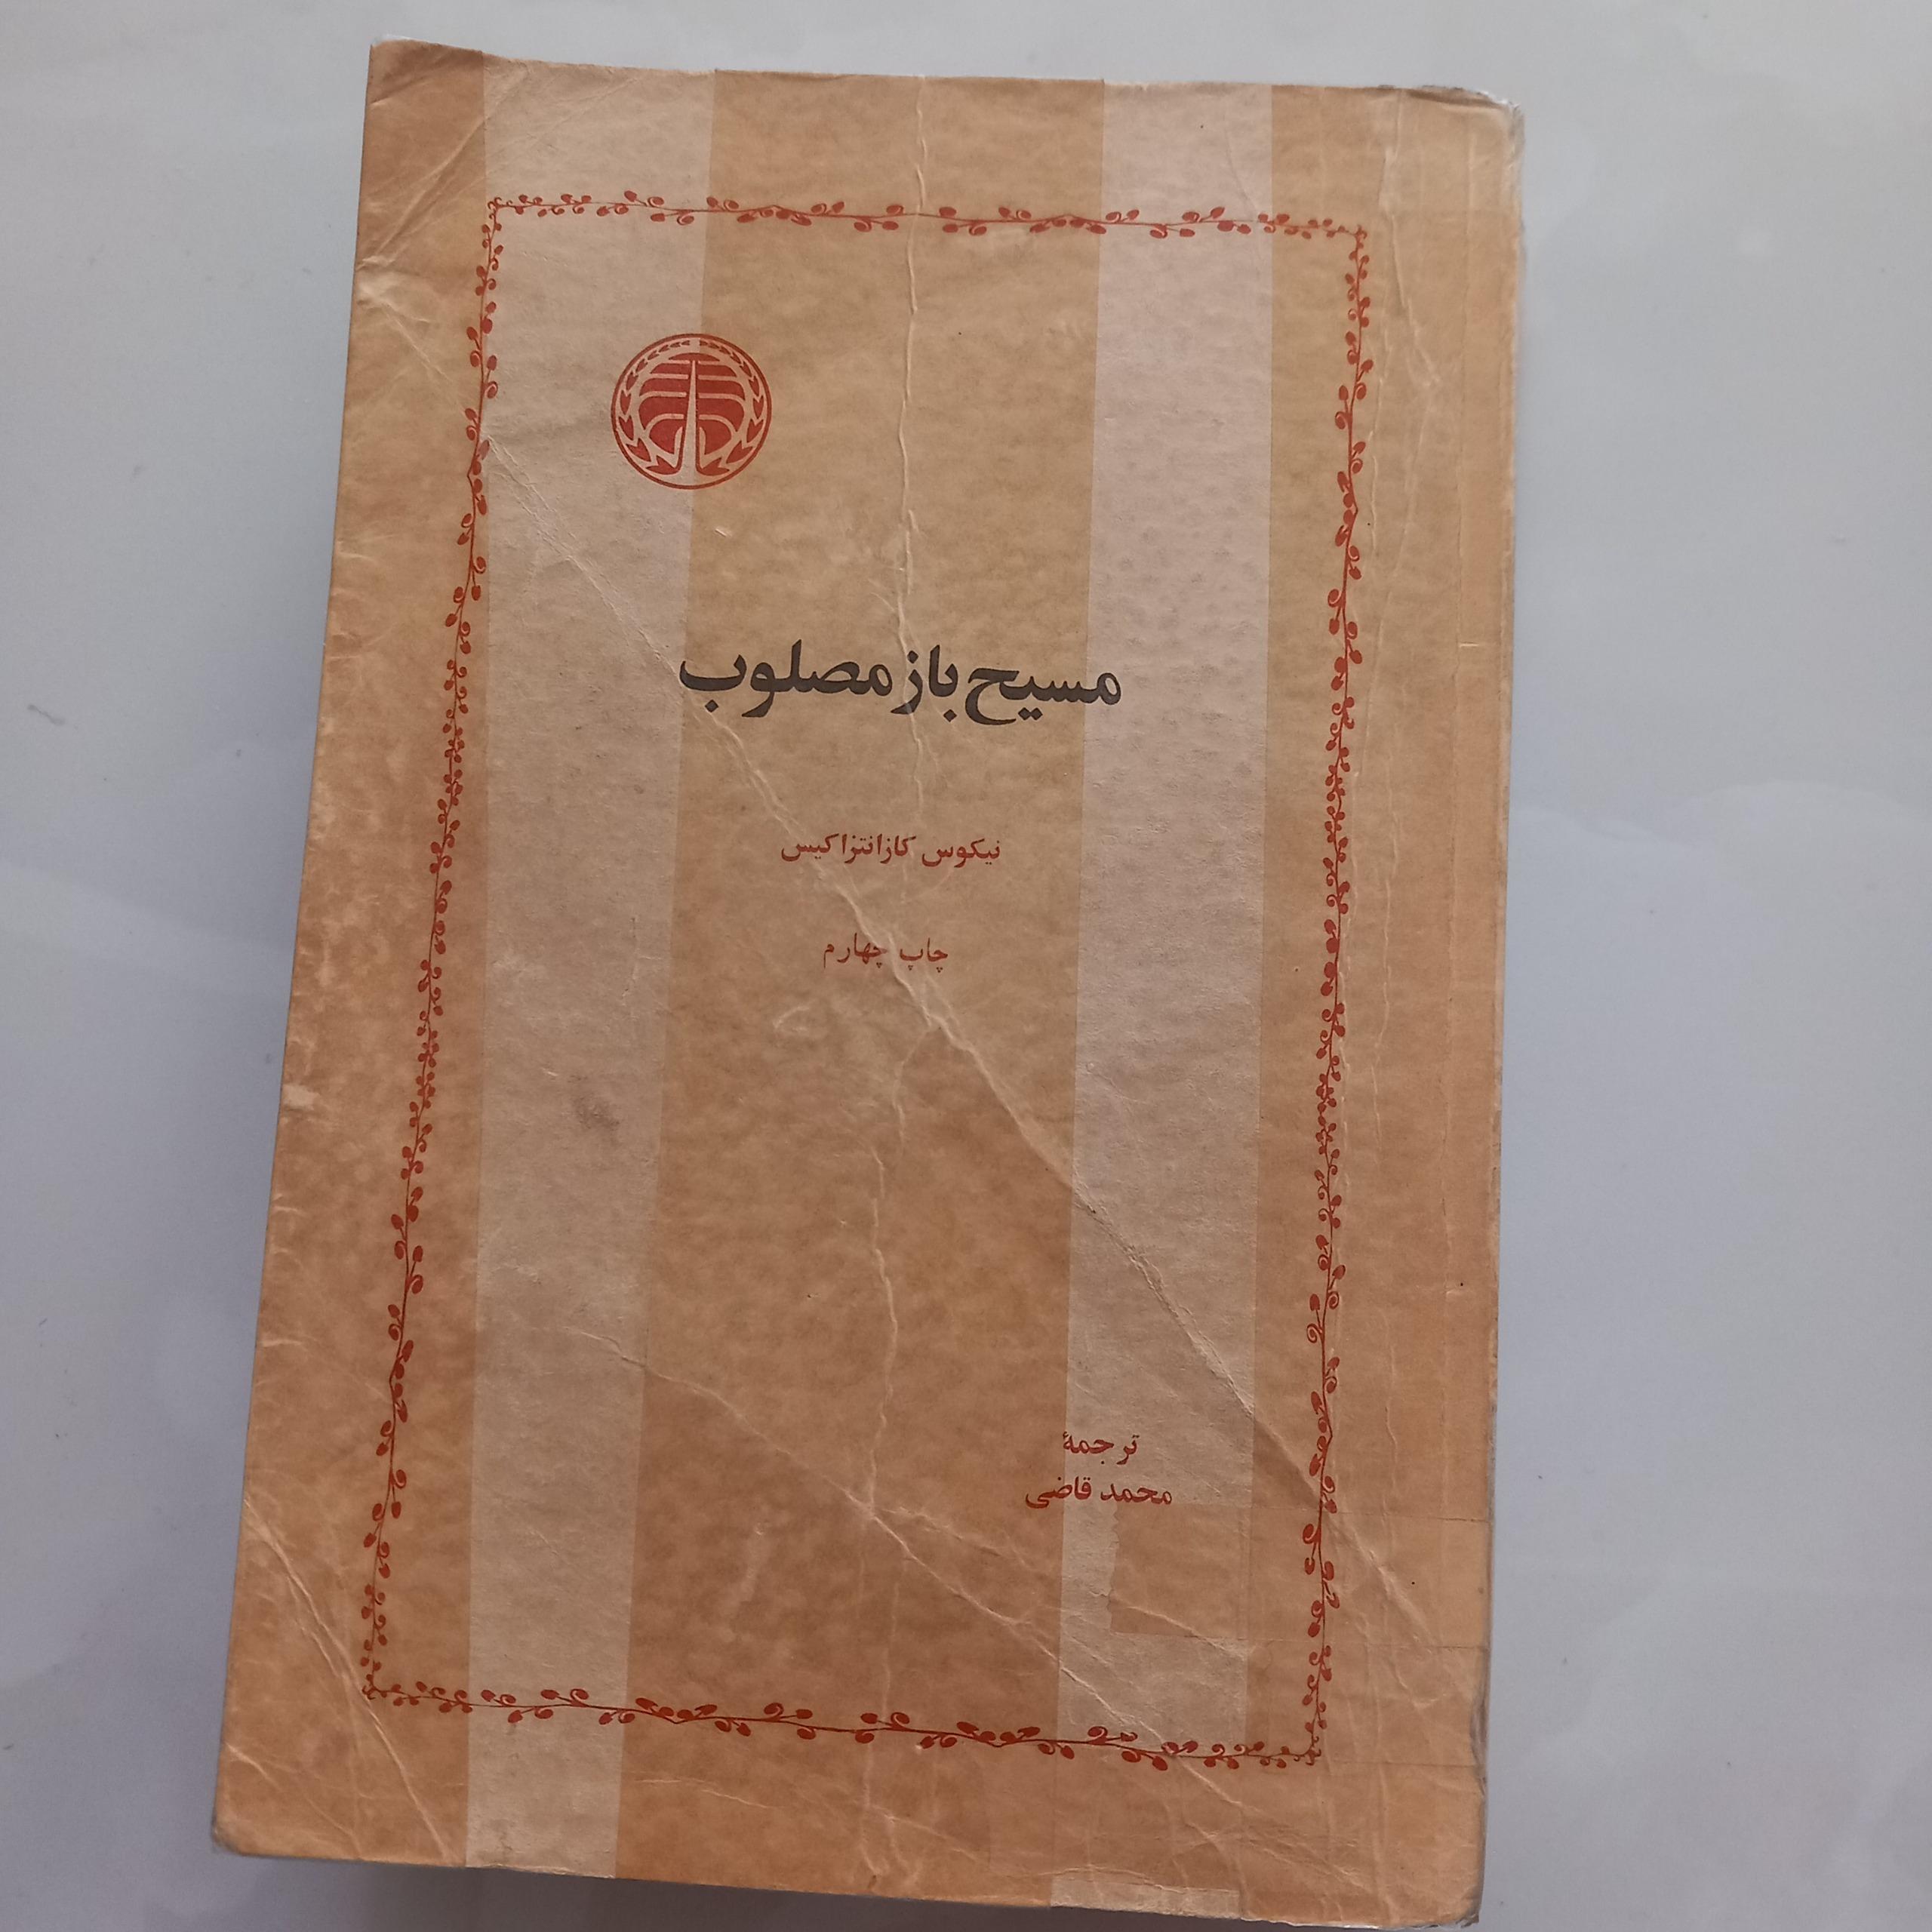 مسیح باز مصلوب
نیکوس کازانتزاکیس
چاپ چهارم
ترجمهٔ
محمد قاضی